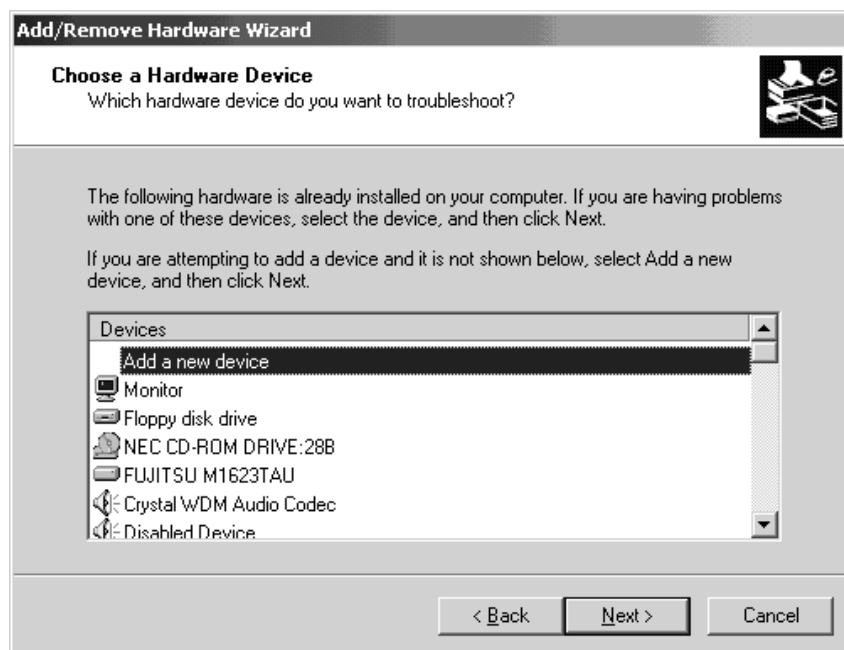 Add/Remove Hardware Wizard
Choose a Hardware Device
Which hardware device do you want to troubleshoot?
The following hardware is already installed on your computer. If you are having problems
with one of these devices, select the device, and then click Next.
If you are attempting to add a device and it is not shown below, select Add a new
device, and then click Next.
Devices
Add a new device
Monitor
Floppy disk drive
NEC CD-ROM DRIVE:28B
FUJITSU M1623TAU
Crystal WDM Audio Codec
Disabled Device
< Back
Next >
Cancel